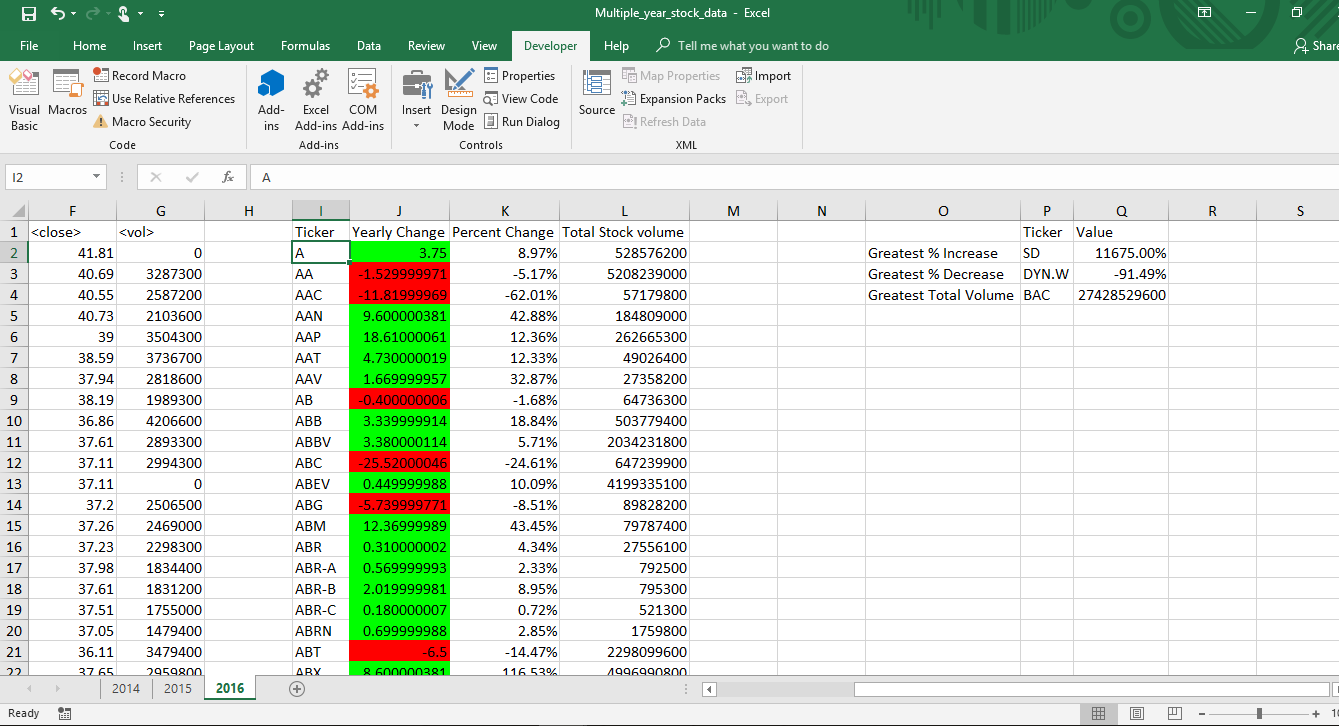 Multiple_year_stock_data - Excel
File Home Insert Page Layout Formulas Data Review View Developer Help Tell me what you want to do Share
Visual Basic Macros Record Macro Use Relative References Macro Security Code
Add-ins Excel Add-ins COM Add-ins Add-ins
Insert Design Mode Properties View Code Run Dialog Controls
Source Map Properties Expansion Packs Refresh Data Import Export XML
I2 fx A
F G H I J K L M N O P Q R S
1 <close> <vol> Ticker Yearly Change Percent Change Total Stock volume Ticker Value
2 41.81 0 A 3.75 8.97% 528576200 Greatest % Increase SD 11675.00%
3 40.69 3287300 AA -1.529999971 -5.17% 5208239000 Greatest % Decrease DYN.W -91.49%
4 40.55 2587200 AAC -11.81999969 -62.01% 57179800 Greatest Total Volume BAC 27428529600
5 40.73 2103600 AAN 9.600000381 42.88% 184809000
6 39 3504300 AAP 18.61000061 12.36% 262665300
7 38.59 3736700 AAT 4.730000019 12.33% 49026400
8 37.94 2818600 AAV 1.669999957 32.87% 27358200
9 38.19 1989300 AB -0.400000006 -1.68% 64736300
10 36.86 4206600 ABB 3.339999914 18.84% 503779400
11 37.61 2893300 ABBV 3.380000114 5.71% 2034231800
12 37.11 2994300 ABC -25.52000046 -24.61% 647239900
13 37.11 0 ABEV 0.449999988 10.09% 4199335100
14 37.2 2506500 ABG -5.739999771 -8.51% 89828200
15 37.26 2469000 ABM 12.36999989 43.45% 79787400
16 37.23 2298300 ABR 0.310000002 4.34% 27556100
17 37.98 1834400 ABR-A 0.569999993 2.33% 792500
18 37.61 1831200 ABR-B 2.019999981 8.95% 795300
19 37.51 1755000 ABR-C 0.180000007 0.72% 521300
20 37.05 1479400 ABRN 0.699999988 2.85% 1759800
21 36.11 3479400 ABT -6.5 -14.47% 2298099600
22 37.65 2959800 ABX 8.600000381 116.53% 4996990800
2014 2015 2016
Ready